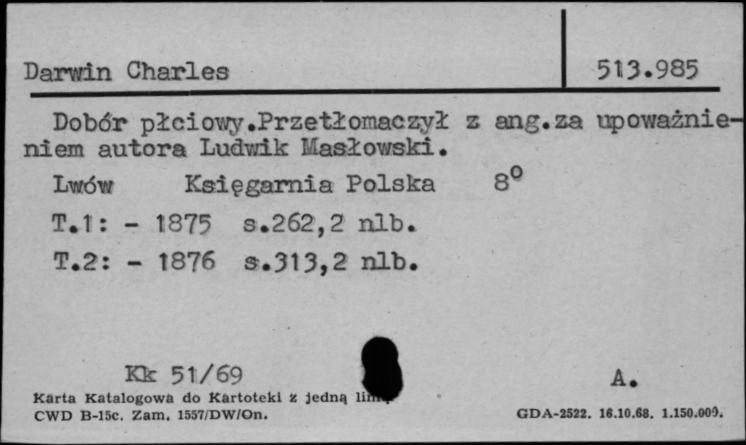 Darwin Charles 513.985
Dobór płciowy.Przetłomaczył z ang.za upoważnie-
niem autora Ludwik Masłowski.
Lwów Księgarnia Polska 8º
T.1: - 1875 s.262,2 nlb.
T.2: - 1876 s.313,2 nlb.
Kk 51/69 A.
Karta Katalogowa do Kartoteki z jedną
CWD B-15c. Zam. 1557/DW/On. GDA-2522. 16.10.68. 1.150.000.